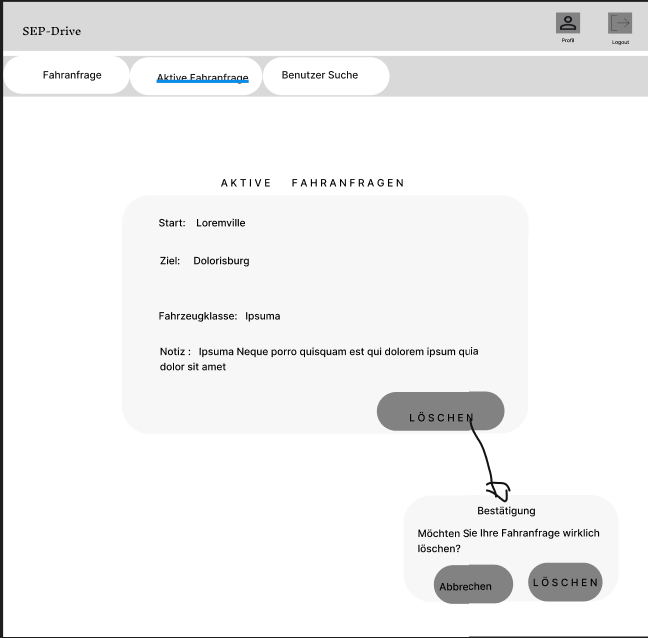 SEP-Drive
Profil
Logout
Fahranfrage
Aktive Fahranfrage
Benutzer Suche
AKTIVE FAHRANFRAGEN
Start: Loremville
Ziel: Dolorisburg
Fahrzeugklasse: Ipsuma
Notiz : Ipsuma Neque porro quisquam est qui dolorem ipsum quia
dolor sit amet
LÖSCHEN
Bestätigung
Möchten Sie Ihre Fahranfrage wirklich
löschen?
Abbrechen
LÖSCHEN